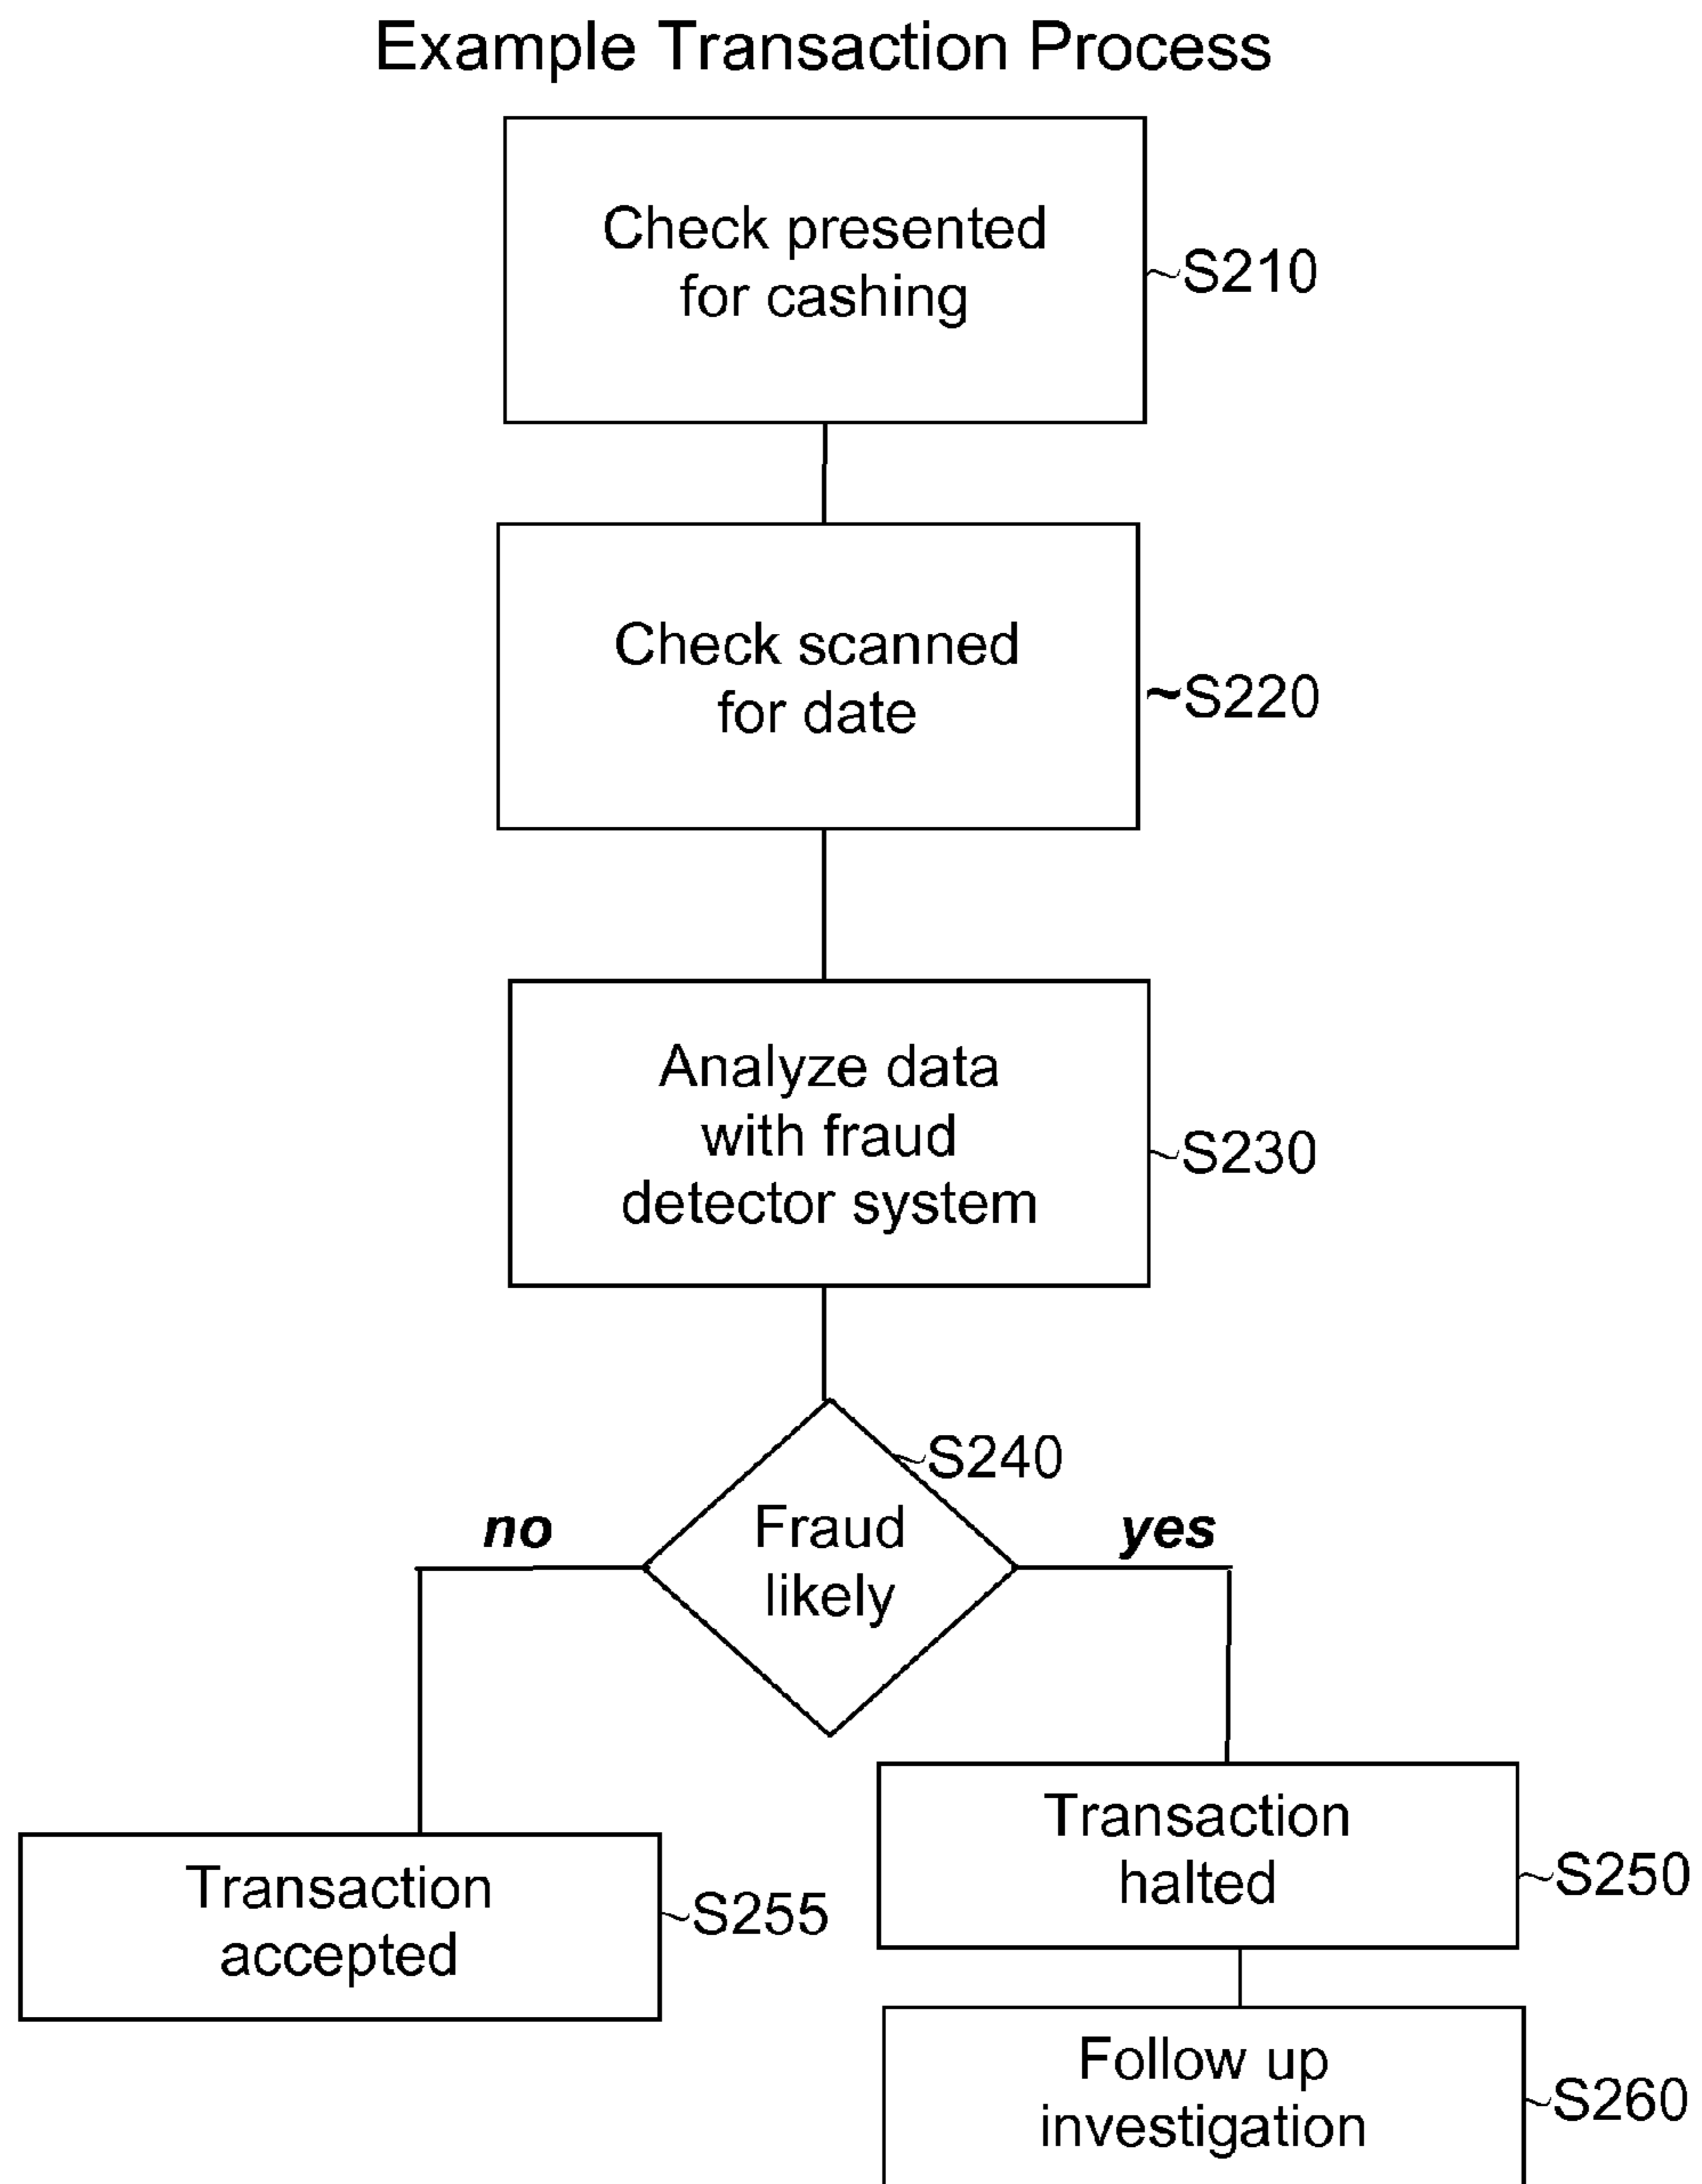 Example Transaction Process
Check presented
for cashing
S210
Check scanned
for date
S220
Analyze data
with fraud
detector system
S230
S240
Fraud
likely
no
yes
Transaction
halted
S250
Transaction
accepted
S255
Follow up
investigation
S260